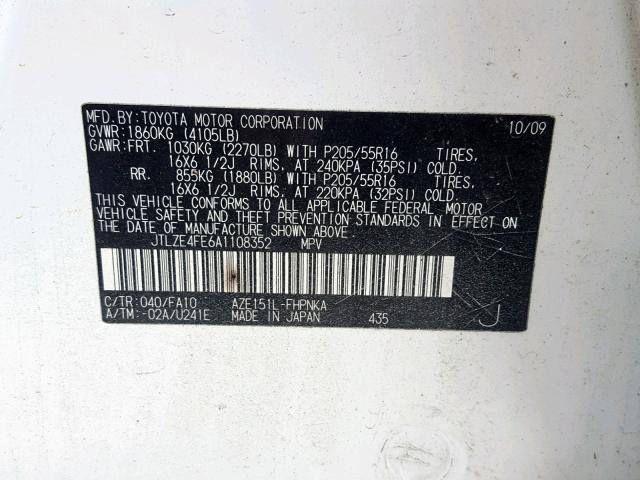 MFD. BY: TOYOTA MOTOR CORPORATION 10/09
GVWR: 1860KG (4105LB)
GAWR: FRT. 1030KG (2270LB) WITH P205/55R16 TIRES,
16X6 1/2J RIMS, AT 240KPA (35PSI) COLD.
RR. 855KG (1880LB) WITH P205/55R16 TIRES,
16X6 1/2J RIMS, AT 220KPA (32PSI) COLD.
THIS VEHICLE CONFORMS TO ALL APPLICABLE FEDERAL MOTOR
VEHICLE SAFETY AND THEFT PREVENTION STANDARDS IN EFFECT ON
THE DATE OF MANUFACTURE SHOWN ABOVE.
JTLZE4FE6A1108352 MPV
C/TR: 040/FA10 AZE151L-FHPNKA
A/TM: -02A/U241E MADE IN JAPAN 435 J